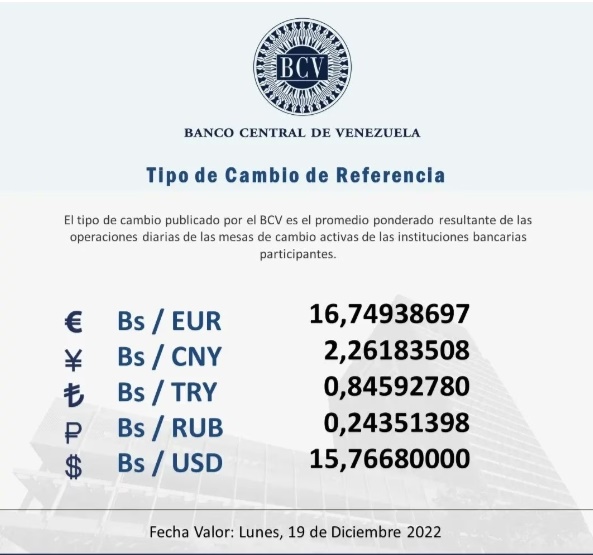 BCV
BANCO CENTRAL DE VENEZUELA
Tipo de Cambio de Referencia
El tipo de cambio publicado por el BCV es el promedio ponderado resultante de las
operaciones diarias de las mesas de cambio activas de las instituciones bancarias
participantes.
€ Bs / EUR 16,74938697
¥ Bs / CNY 2,26183508
₺ Bs / TRY 0,84592780
₽ Bs / RUB 0,24351398
$ Bs / USD 15,76680000
Fecha Valor: Lunes, 19 de Diciembre 2022